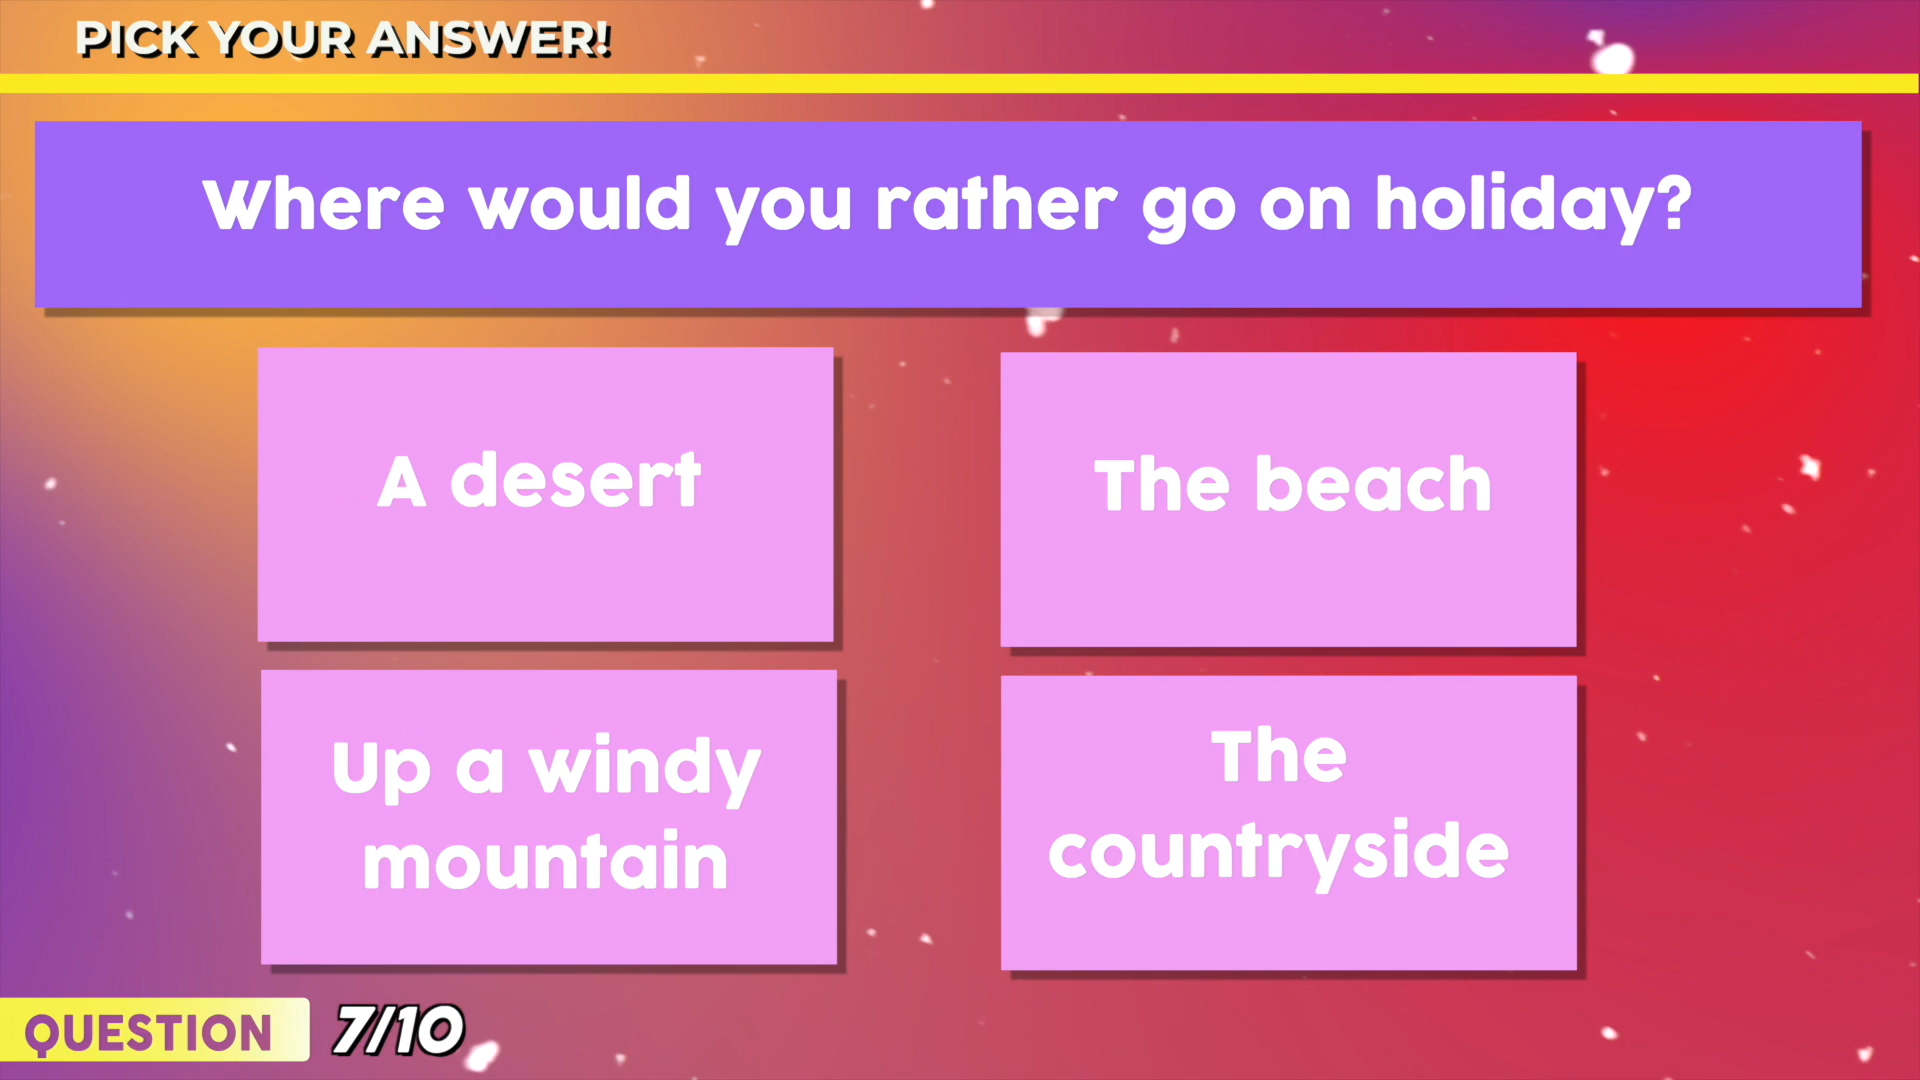 PICK YOUR ANSWER!
Where would you rather go on holiday?
A desert
The beach
Up a windy
mountain
The
countryside
QUESTION 7/10